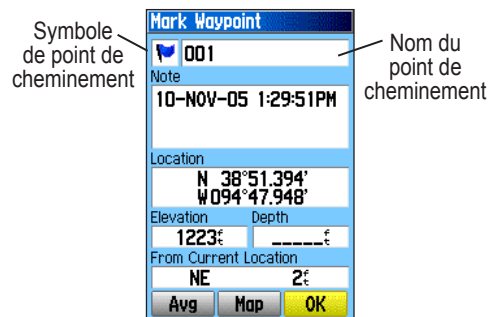 Symbole
de point de
cheminement
Mark Waypoint
001
Nom du
point de
cheminement
Note
10-NOV-05 1:29:51PM
Location
N 38°51.394'
W094°47.948'
Elevation Depth
1223ft _____ft
From Current Location
NE 2ft
Avg Map OK